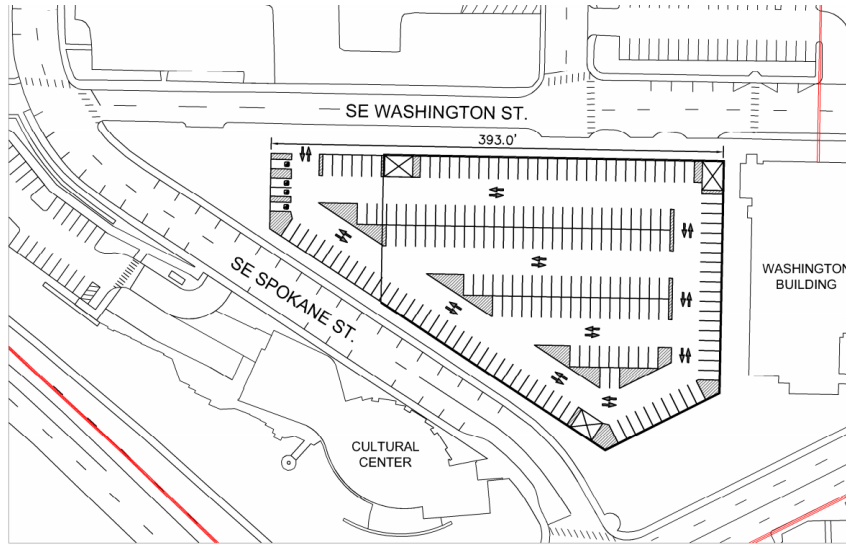 SE WASHINGTON ST.
393.0'
WASHINGTON
BUILDING
SE SPOKANE ST.
CULTURAL
CENTER